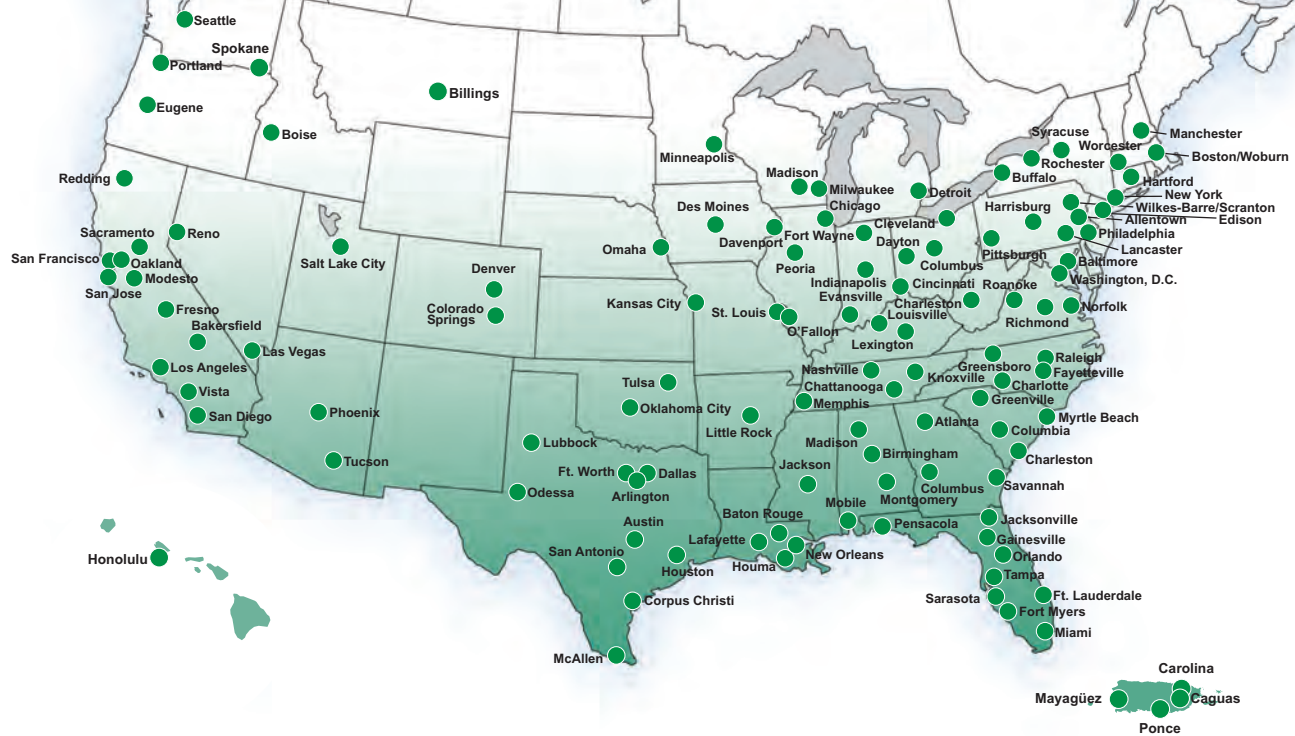 Seattle
Spokane
Portland
Billings
Eugene
Boise
Minneapolis
Syracuse
Manchester
Worcester
Boston/Woburn
Rochester
Buffalo
Hartford
New York
Wilkes-Barre/Scranton
Edison
Allentown
Harrisburg
Philadelphia
Lancaster
Pittsburgh
Baltimore
Washington, D.C.
Redding
Madison
Milwaukee
Detroit
Chicago
Cleveland
Des Moines
Davenport
Fort Wayne
Dayton
Columbus
Peoria
Indianapolis
Evansville
Cincinnati
Roanoke
Charleston
Norfolk
Richmond
Louisville
Lexington
Sacramento
Reno
San Francisco
Oakland
Modesto
San Jose
Salt Lake City
Omaha
Denver
Colorado
Springs
Kansas City
St. Louis
O'Fallon
Fresno
Bakersfield
Las Vegas
Los Angeles
Vista
San Diego
Phoenix
Tucson
Tulsa
Oklahoma City
Little Rock
Nashville
Knoxville
Chattanooga
Memphis
Greensboro
Raleigh
Fayetteville
Charlotte
Greenville
Myrtle Beach
Columbia
Charleston
Atlanta
Madison
Birmingham
Jackson
Columbus
Montgomery
Savannah
Lubbock
Ft. Worth
Dallas
Arlington
Odessa
Austin
San Antonio
Houston
Corpus Christi
McAllen
Baton Rouge
Mobile
Pensacola
Lafayette
New Orleans
Houma
Jacksonville
Gainesville
Orlando
Tampa
Sarasota
Ft. Lauderdale
Fort Myers
Miami
Honolulu
Carolina
Mayagüez
Caguas
Ponce